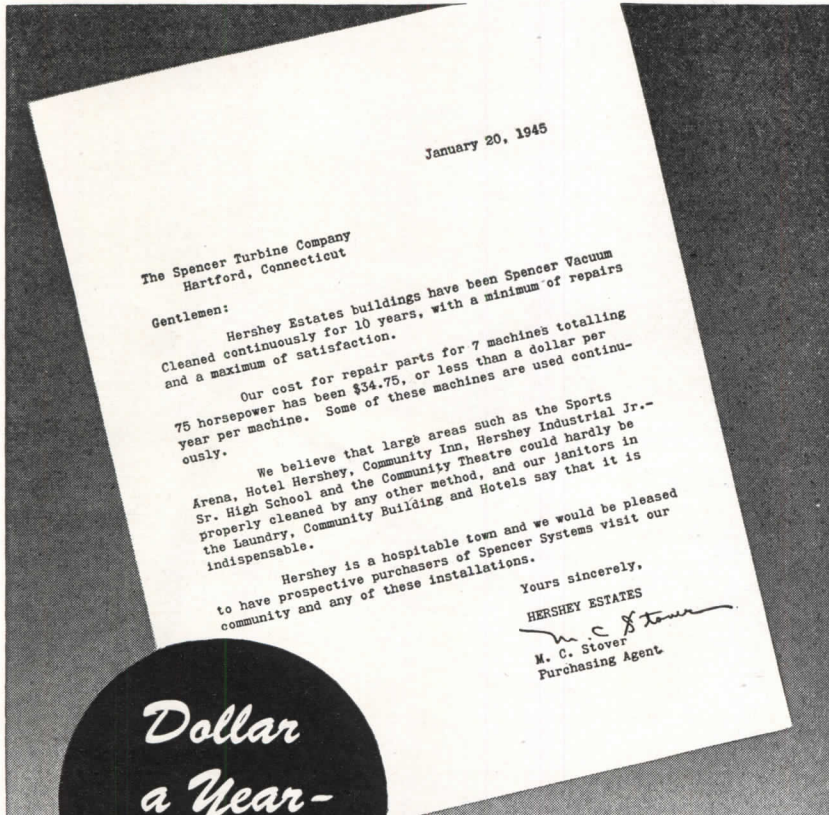 January 20, 1945
The Spencer Turbine Company
Hartford, Connecticut
Gentlemen:
Hershey Estates buildings have been Spencer Vacuum
Cleaned continuously for 10 years, with a minimum of repairs
and a maximum of satisfaction.
Our cost for repair parts for 7 machines totalling
75 horsepower has been $34.75, or less than a dollar per
year per machine. Some of these machines are used continu-
ously.
We believe that large areas such as the Sports
Arena, Hotel Hershey, Community Inn, Hershey Industrial Jr.-
Sr. High School and the Community Theatre could hardly be
properly cleaned by any other method, and our janitors in
the Laundry, Community Building and Hotels say that it is
indispensable.
Hershey is a hospitable town and we would be pleased
to have prospective purchasers of Spencer Systems visit our
community and any of these installations.
Yours sincerely,
HERSHEY ESTATES
M. C. Stover
M. C. Stover
Purchasing Agent
Dollar
a Year-